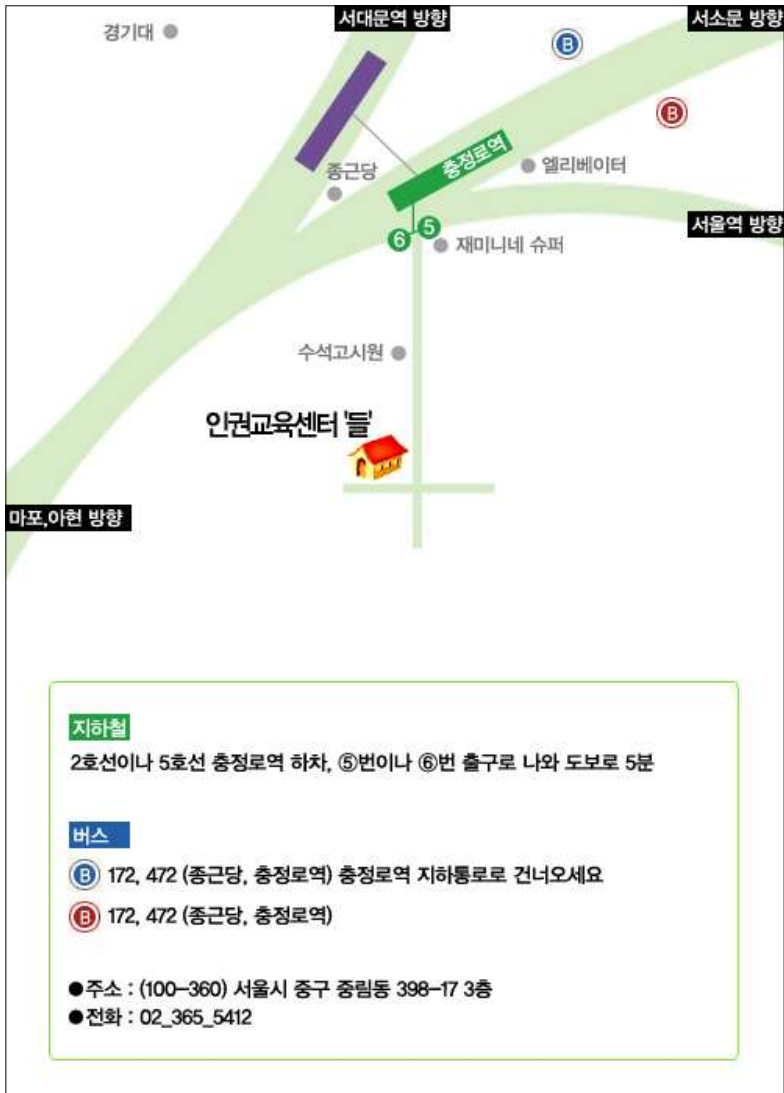 서대문역 방향
서소문 방향
경기대
B
B
충정로역
종근당
엘리베이터
서울역 방향
6 5
재미니네 슈퍼
수석고시원
인권교육센터 '들'
마포,아현 방향
지하철
2호선이나 5호선 충정로역 하차, ⑤번이나 ⑥번 출구로 나와 도보로 5분
버스
B 172, 472 (종근당, 충정로역) 충정로역 지하통로로 건너오세요
B 172, 472 (종근당, 충정로역)
●주소 : (100-360) 서울시 중구 중림동 398-17 3층
●전화 : 02_365_5412